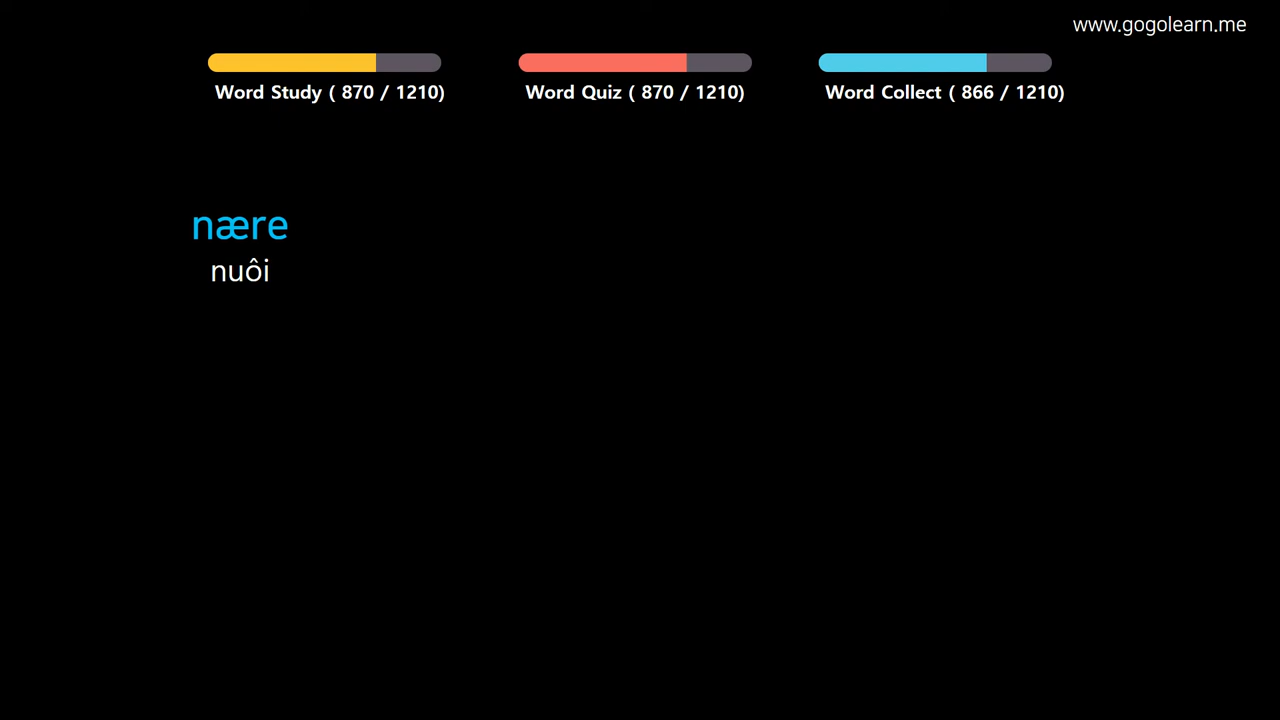 www.gogolearn.me
Word Study ( 870 / 1210)
Word Quiz ( 870 / 1210)
Word Collect ( 866 / 1210)
nære
nuôi